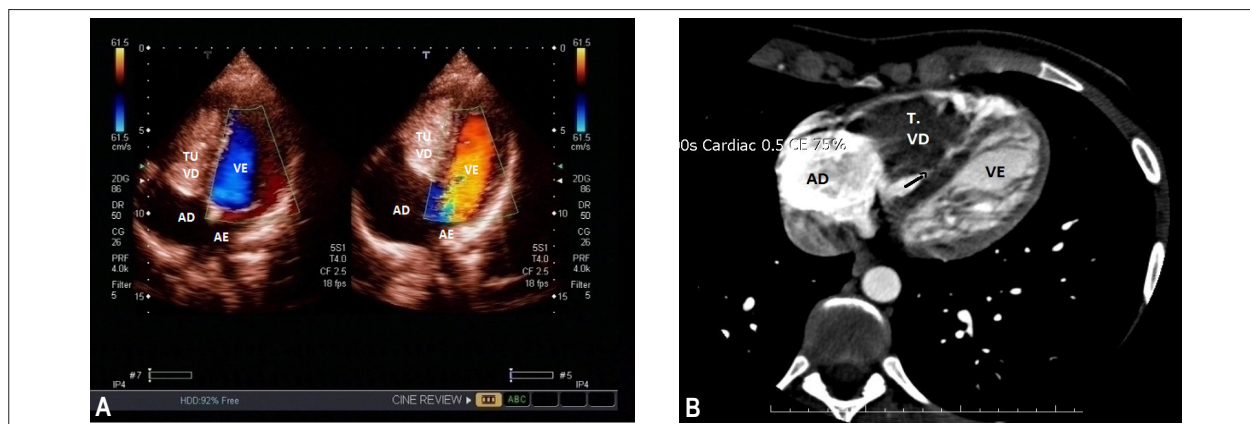 61.5
61.5
cm/s
2DG
86
DR
50
CG
26
PRF
4.0k
Filter
5
0
5
10
15
T
TU
VD
VE
AD
AE
5S1
T4.0
CF 2.5
18 fps
T
TU
VD
VE
AD
AE
5S1
T4.0
CF 2.5
18 fps
0
5
10
15
61.5
61.5
cm/s
2DG
86
DR
50
CG
26
PRF
4.0k
Filter
5
#7
IP4
#5
IP4
A
HDD:92% Free
CINE REVIEW
ABC
T.
VD
00s Cardiac 0.5 CE 75%
AD
VE
B